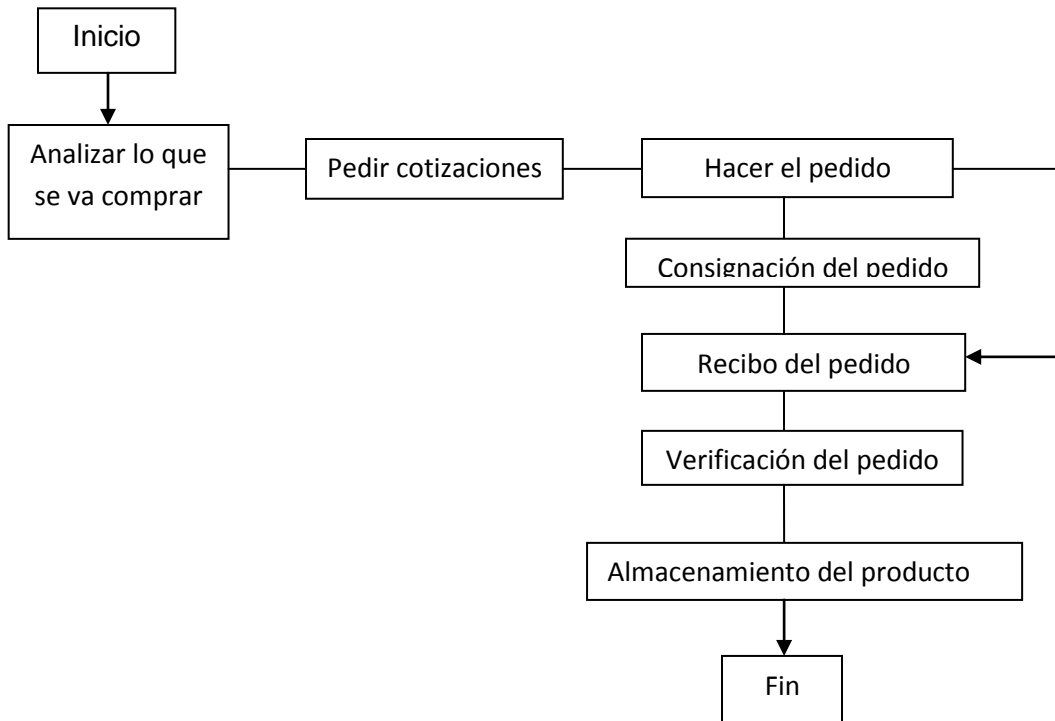 Inicio
Analizar lo que
se va comprar
Pedir cotizaciones
Hacer el pedido
Consignación del pedido
Recibo del pedido
Verificación del pedido
Almacenamiento del producto
Fin